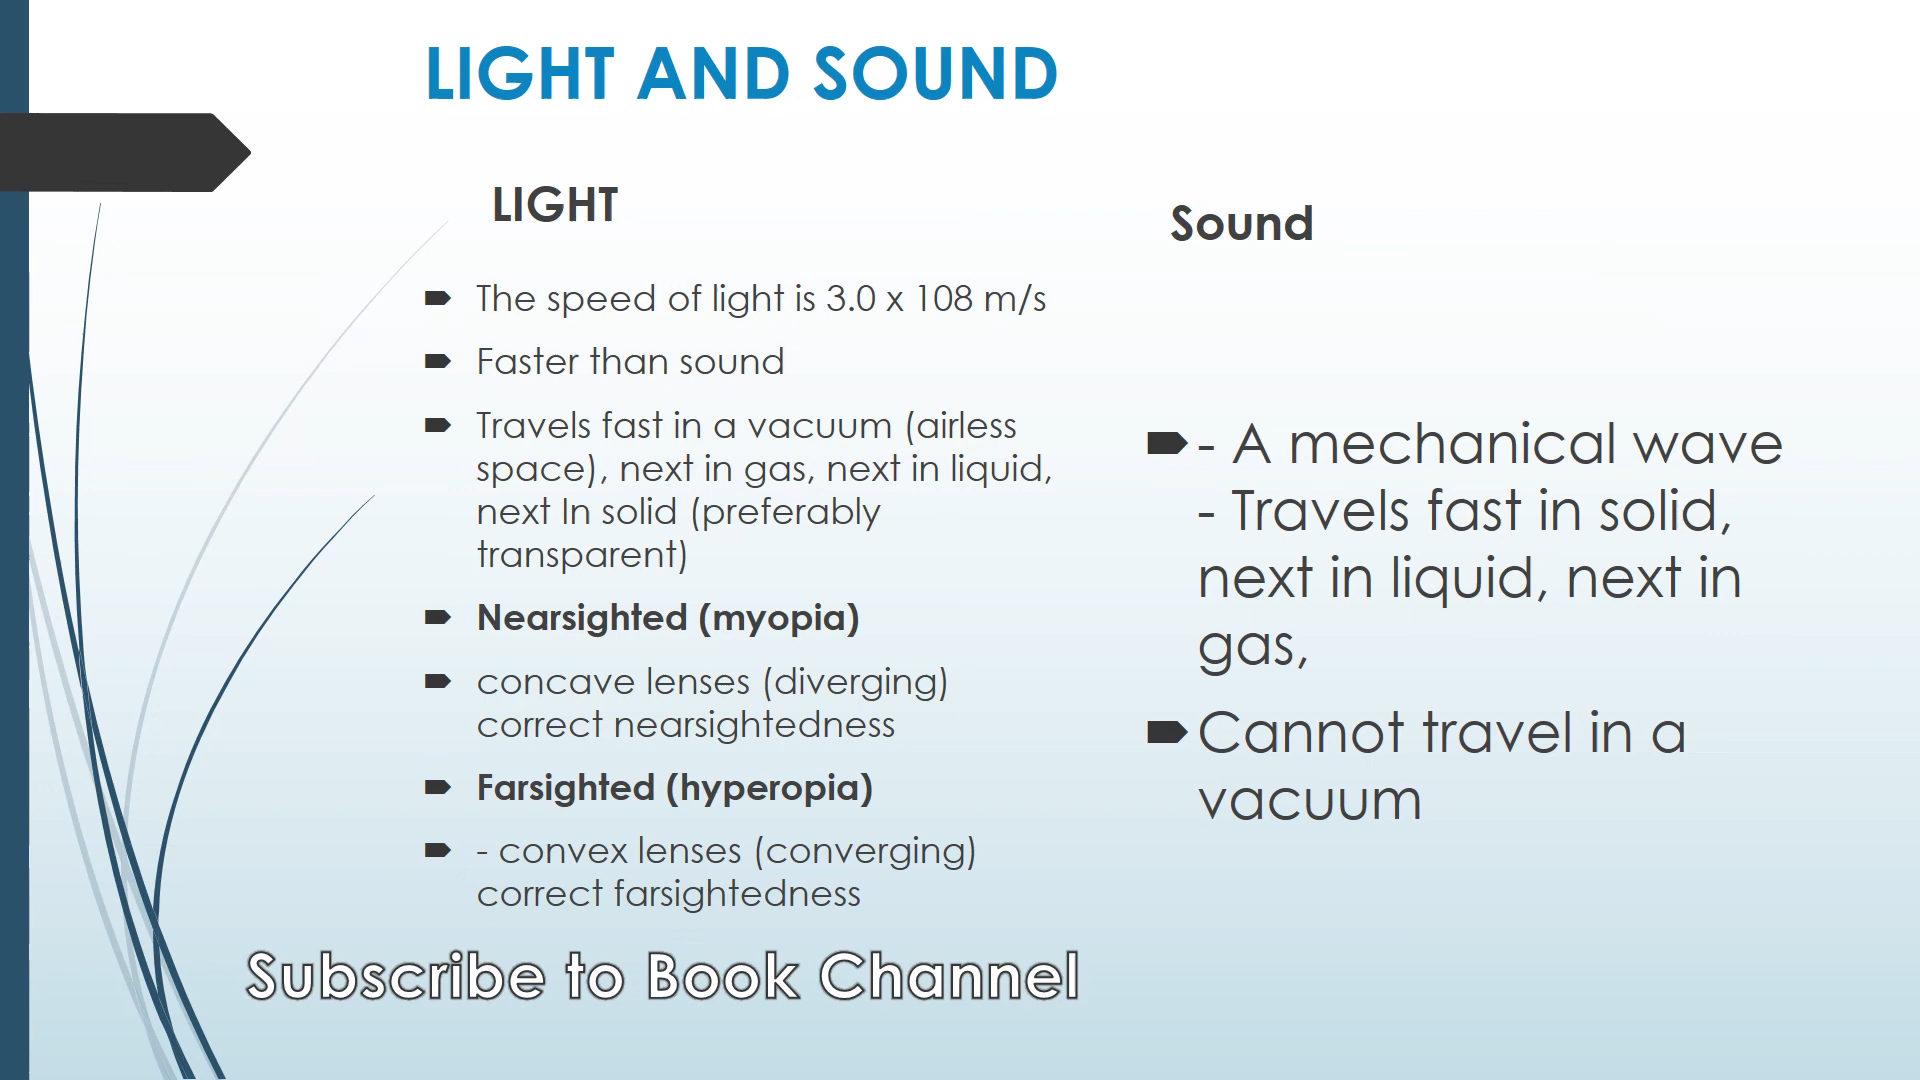 LIGHT AND SOUND
LIGHT
The speed of light is 3.0 x 108 m/s
Faster than sound
Travels fast in a vacuum (airless
space), next in gas, next in liquid,
next In solid (preferably
transparent)
Nearsighted (myopia)
concave lenses (diverging)
correct nearsightedness
Farsighted (hyperopia)
- convex lenses (converging)
correct farsightedness
Sound
- A mechanical wave
- Travels fast in solid,
next in liquid, next in
gas,
Cannot travel in a
vacuum
Subscribe to Book Channel